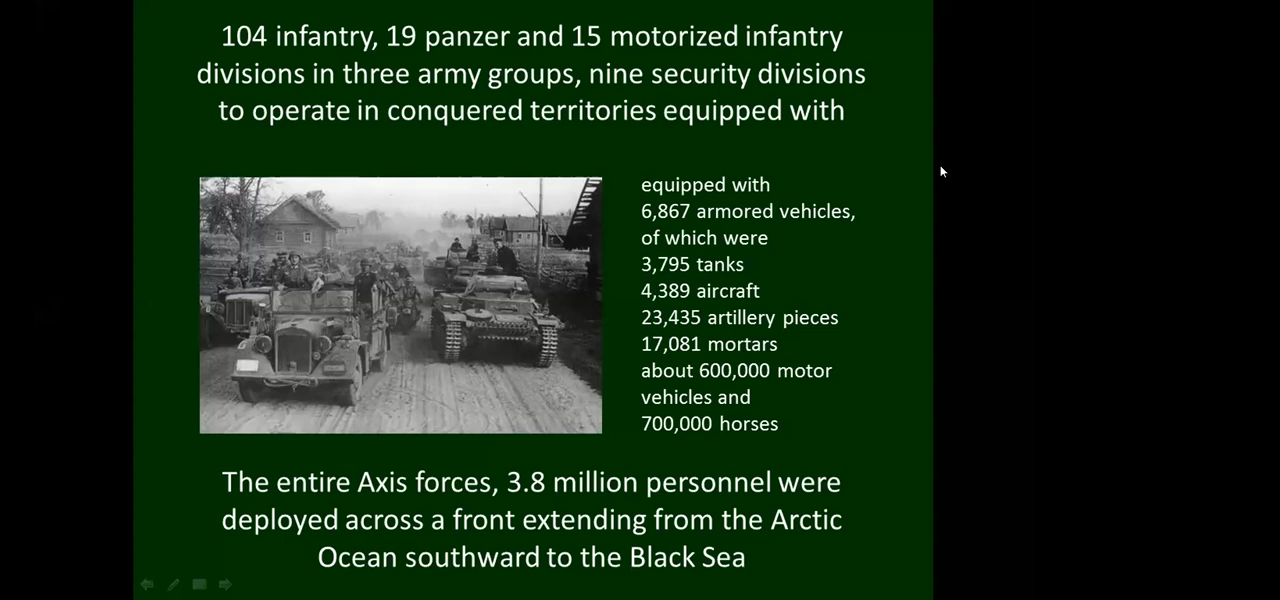 104 infantry, 19 panzer and 15 motorized infantry
divisions in three army groups, nine security divisions
to operate in conquered territories equipped with
equipped with
6,867 armored vehicles,
of which were
3,795 tanks
4,389 aircraft
23,435 artillery pieces
17,081 mortars
about 600,000 motor
vehicles and
700,000 horses
The entire Axis forces, 3.8 million personnel were
deployed across a front extending from the Arctic
Ocean southward to the Black Sea